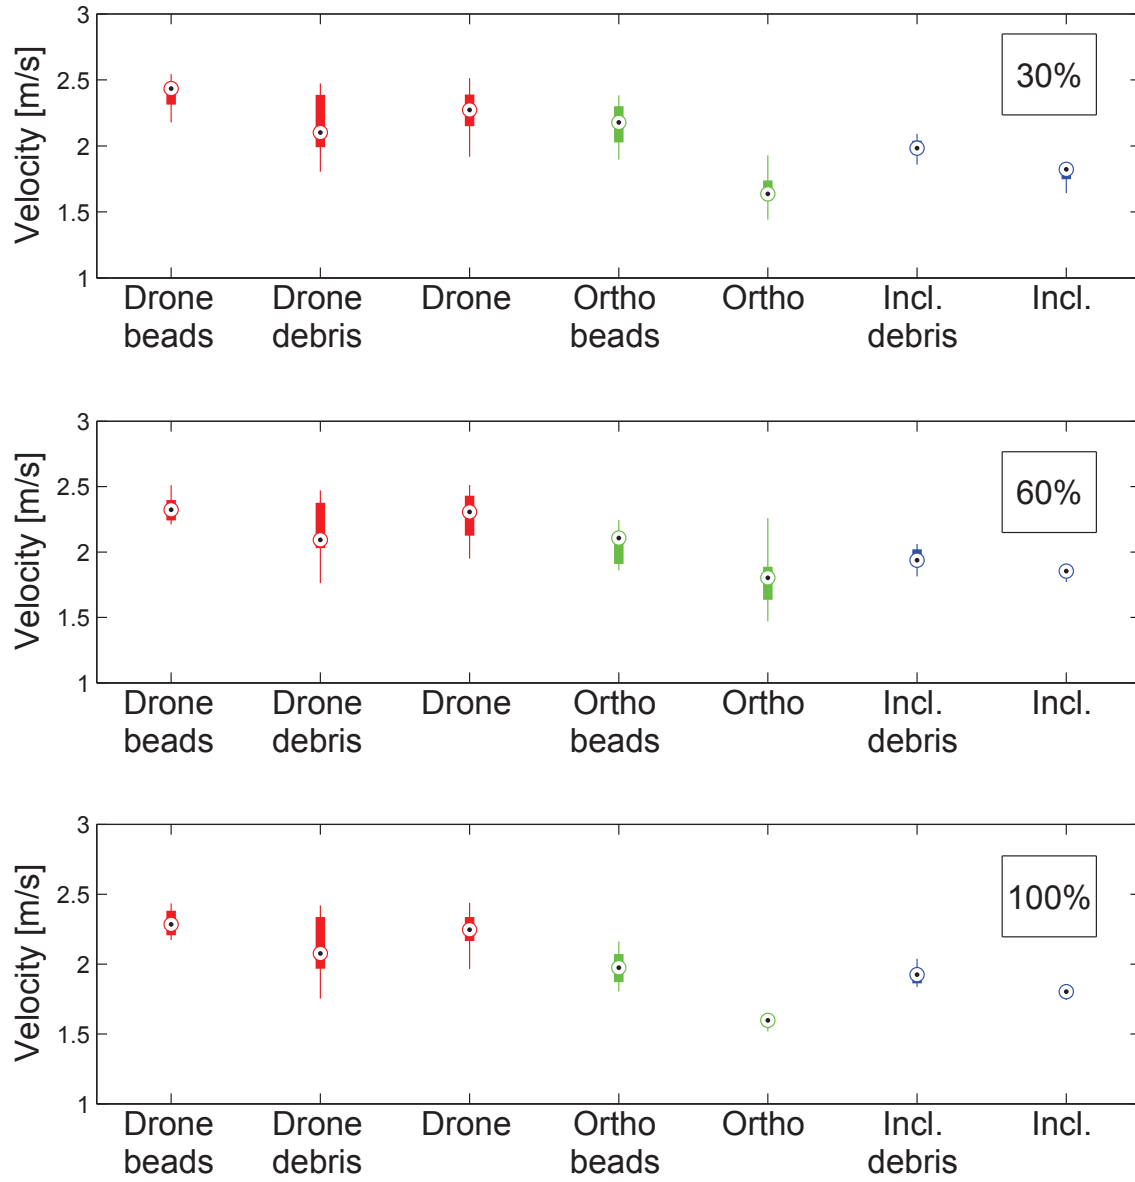 3
2.5
2
1.5
1
Velocity [m/s]
30%
Drone beads
Drone debris
Drone
Ortho beads
Ortho
Incl. debris
Incl.
3
2.5
2
1.5
1
Velocity [m/s]
60%
Drone beads
Drone debris
Drone
Ortho beads
Ortho
Incl. debris
Incl.
3
2.5
2
1.5
1
Velocity [m/s]
100%
Drone beads
Drone debris
Drone
Ortho beads
Ortho
Incl. debris
Incl.